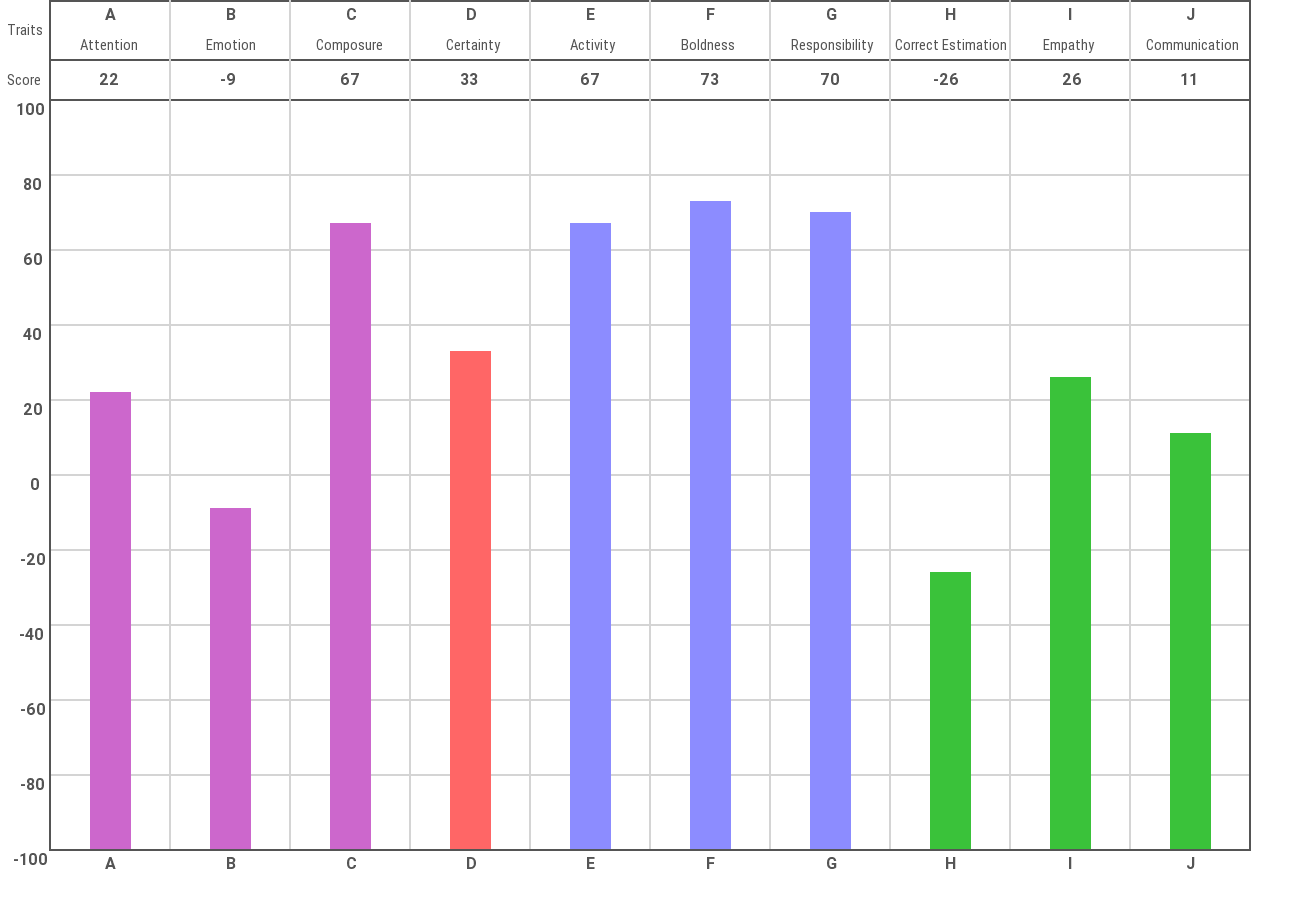 A B C D E F G H I J
Traits
Attention Emotion Composure Certainty Activity Boldness Responsibility Correct Estimation Empathy Communication
Score 22 -9 67 33 67 73 70 -26 26 11
100
80
60
40
20
0
-20
-40
-60
-80
-100
A B C D E F G H I J